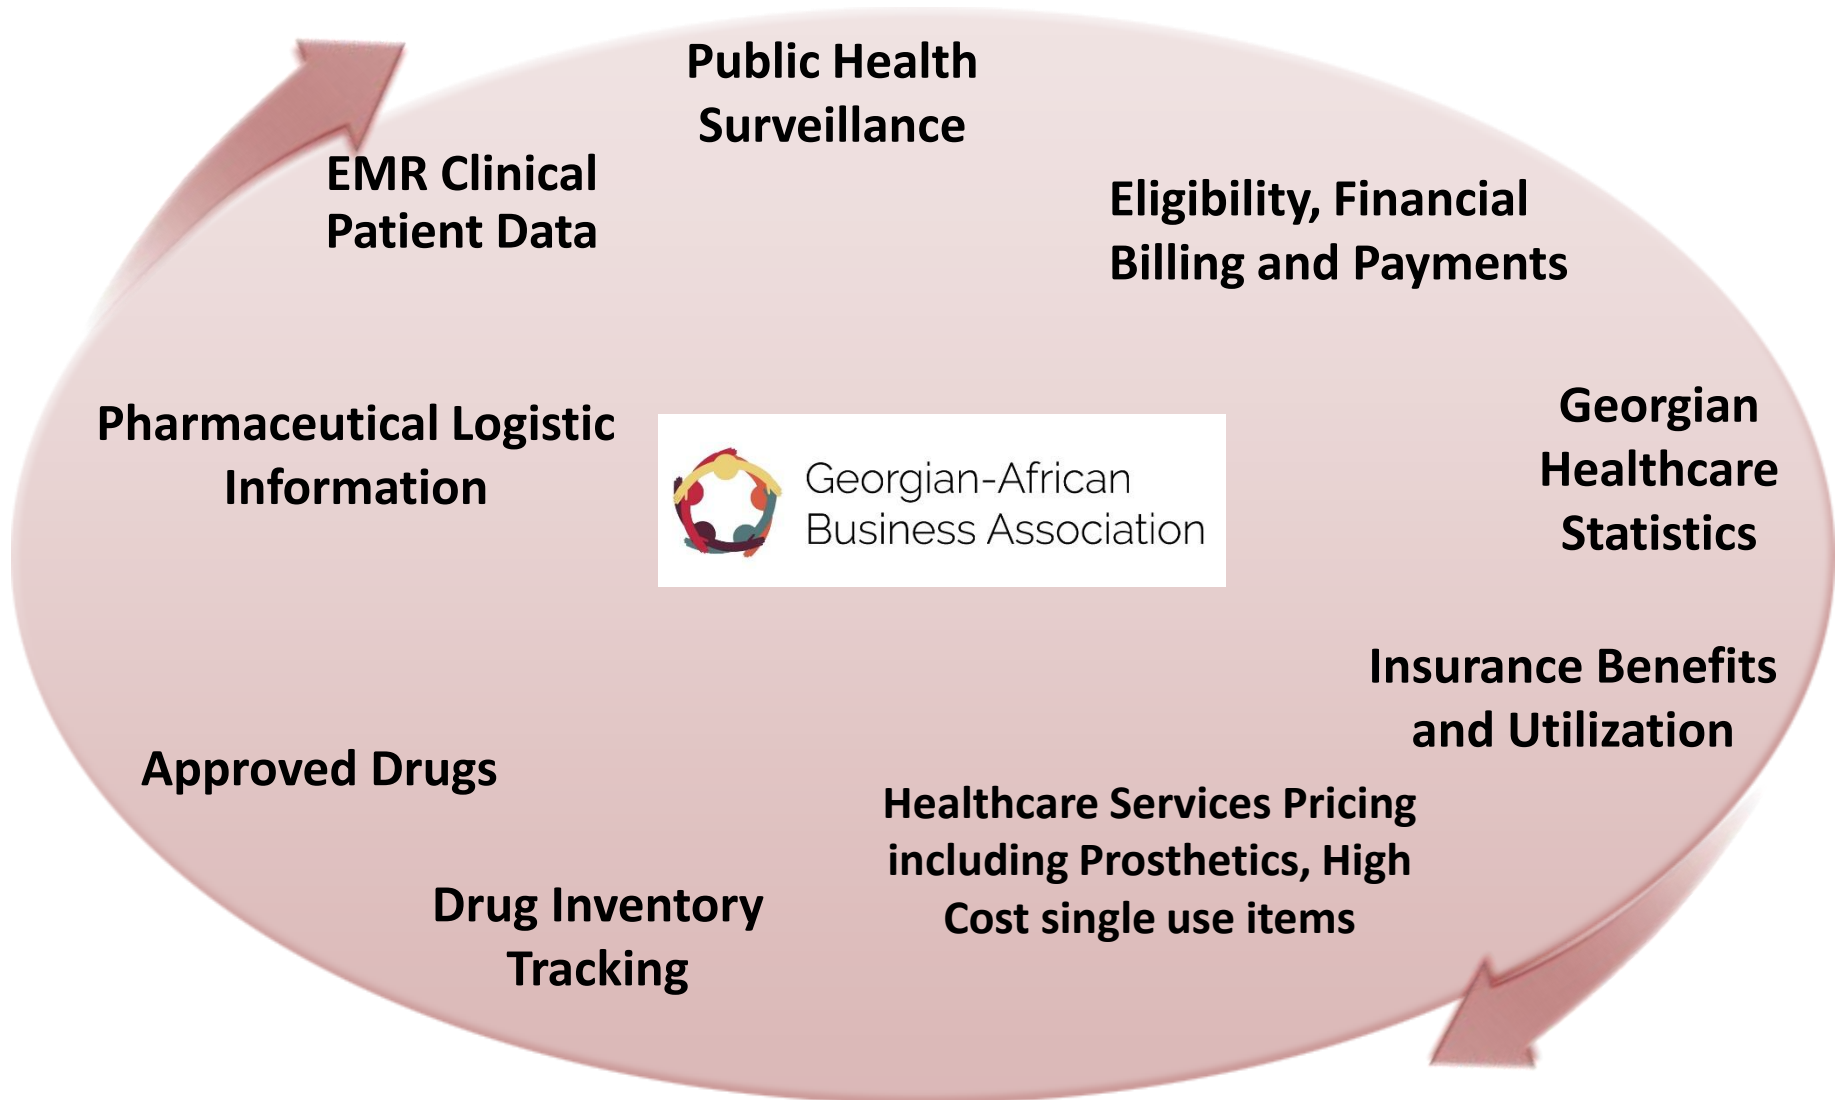 Public Health
Surveillance
EMR Clinical
Patient Data
Eligibility, Financial
Billing and Payments
Pharmaceutical Logistic
Information
Georgian-African
Business Association
Georgian
Healthcare
Statistics
Insurance Benefits
and Utilization
Approved Drugs
Healthcare Services Pricing
including Prosthetics, High
Cost single use items
Drug Inventory
Tracking